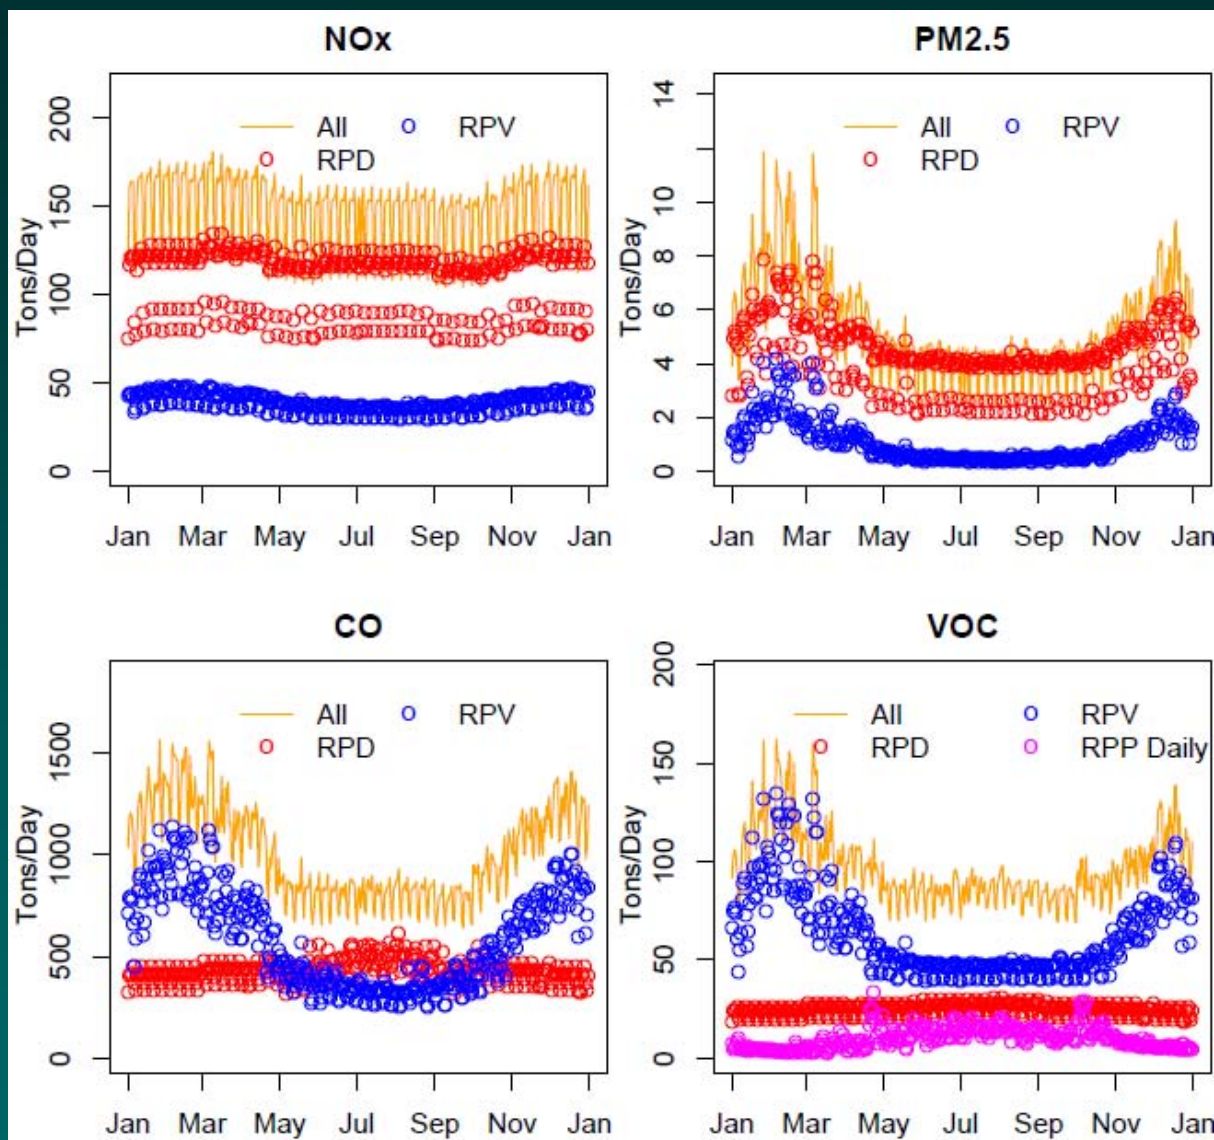 NOx
200
150
100
50
0
Tons/Day
All RPV
RPD
Jan Mar May Jul Sep Nov Jan
PM2.5
14
10
8
6
4
2
0
Tons/Day
All RPV
RPD
Jan Mar May Jul Sep Nov Jan
CO
1500
1000
500
0
Tons/Day
All RPV
RPD
Jan Mar May Jul Sep Nov Jan
VOC
200
150
100
50
0
Tons/Day
All RPV
RPD RPP Daily
Jan Mar May Jul Sep Nov Jan